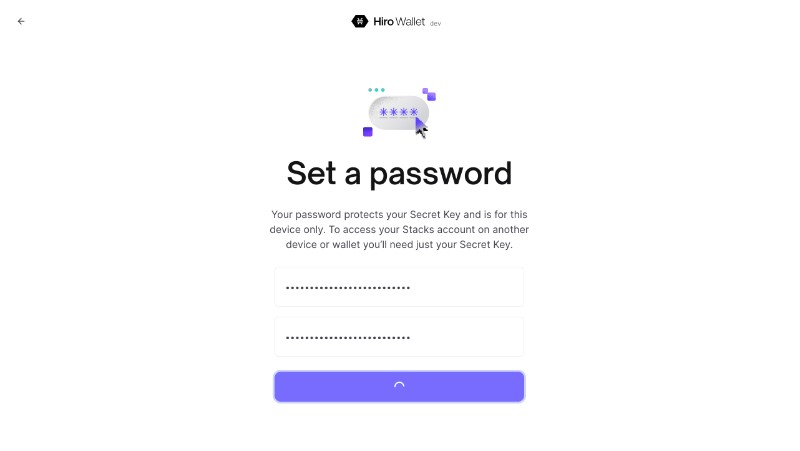 Hiro Wallet dev
Set a password
Your password protects your Secret Key and is for this
device only. To access your Stacks account on another
device or wallet you'll need just your Secret Key.